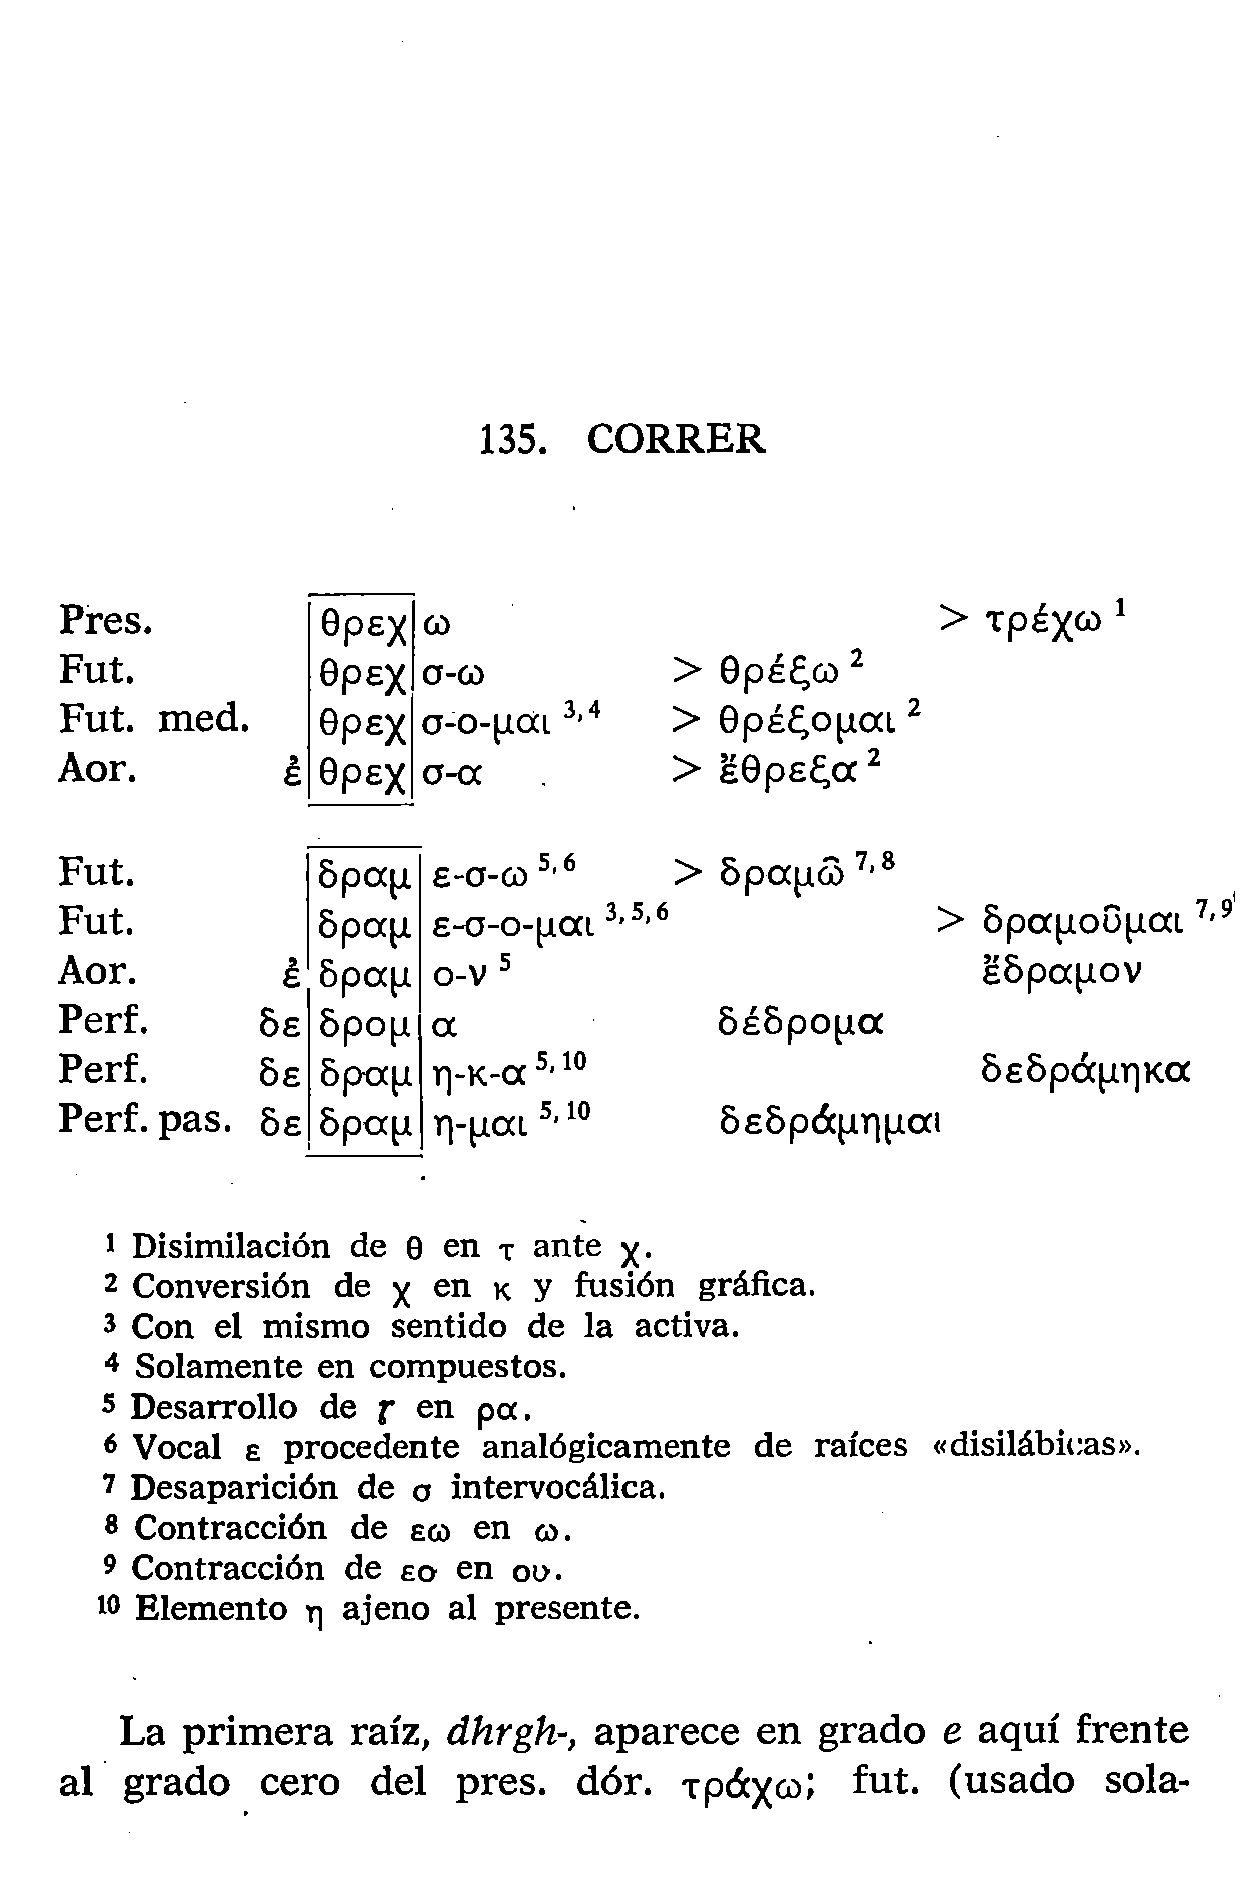 135. CORRER
Pres. θρεχ ω > τρέχω ¹
Fut. θρεχ σ-ω > θρέξω ²
Fut. med. θρεχ σ-ο-μαι ³,⁴ > θρέξομαι ²
Aor. ἐ θρεχ σ-α > ἔθρεξα ²
Fut. δραμ ε-σ-ω ⁵,⁶ > δραμῶ ⁷,⁸
Fut. δραμ ε-σ-ο-μαι ³,⁵,⁶ > δραμοῦμαι ⁷,⁹
Aor. ἐ δραμ ο-ν ⁵ ἔδραμον
Perf. δε δρομ α δέδρομα
Perf. δε δραμ η-κ-α ⁵,¹⁰ δεδράμηκα
Perf. pas. δε δραμ η-μαι ⁵,¹⁰ δεδράμημαι
¹ Disimilación de θ en τ ante χ.
² Conversión de χ en κ y fusión gráfica.
³ Con el mismo sentido de la activa.
⁴ Solamente en compuestos.
⁵ Desarrollo de r̥ en ρα.
⁶ Vocal ε procedente analógicamente de raíces «disilábicas».
⁷ Desaparición de σ intervocálica.
⁸ Contracción de εω en ω.
⁹ Contracción de εο en ου.
¹⁰ Elemento η ajeno al presente.
La primera raíz, dhrgh-, aparece en grado e aquí frente
al grado cero del pres. dór. τράχω; fut. (usado sola-